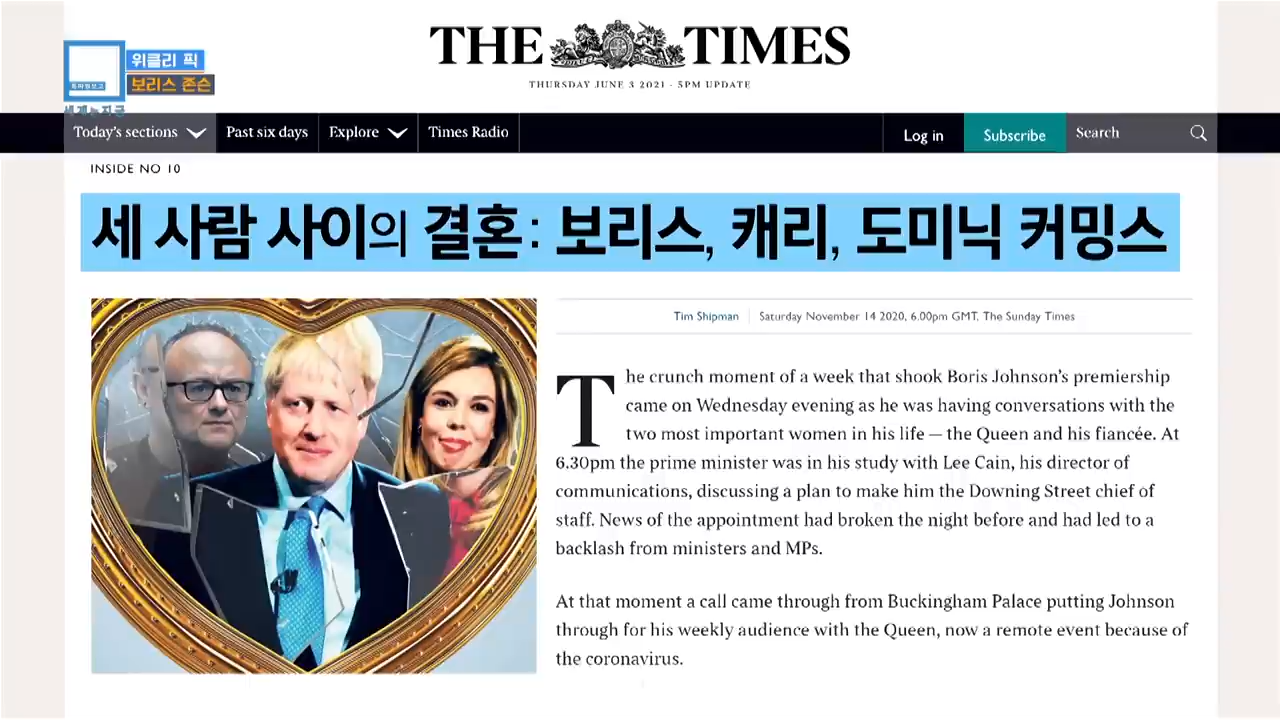 THE TIMES
THURSDAY JUNE 3 2021 · 5PM UPDATE
위클리 픽
보리스 존슨
Today's sections
Past six days
Explore
Times Radio
Log in
Subscribe
Search
INSIDE NO 10
세 사람 사이의 결혼: 보리스, 캐리, 도미닉 커밍스
Tim Shipman
Saturday November 14 2020, 6.00pm GMT, The Sunday Times
The crunch moment of a week that shook Boris Johnson’s premiership
came on Wednesday evening as he was having conversations with the
two most important women in his life — the Queen and his fiancée. At
6.30pm the prime minister was in his study with Lee Cain, his director of
communications, discussing a plan to make him the Downing Street chief of
staff. News of the appointment had broken the night before and had led to a
backlash from ministers and MPs.
At that moment a call came through from Buckingham Palace putting Johnson
through for his weekly audience with the Queen, now a remote event because of
the coronavirus.